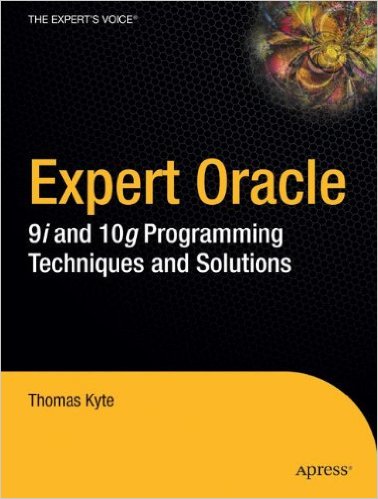 THE EXPERT'S VOICE®
Expert Oracle
9i and 10g Programming
Techniques and Solutions
Thomas Kyte
Apress®